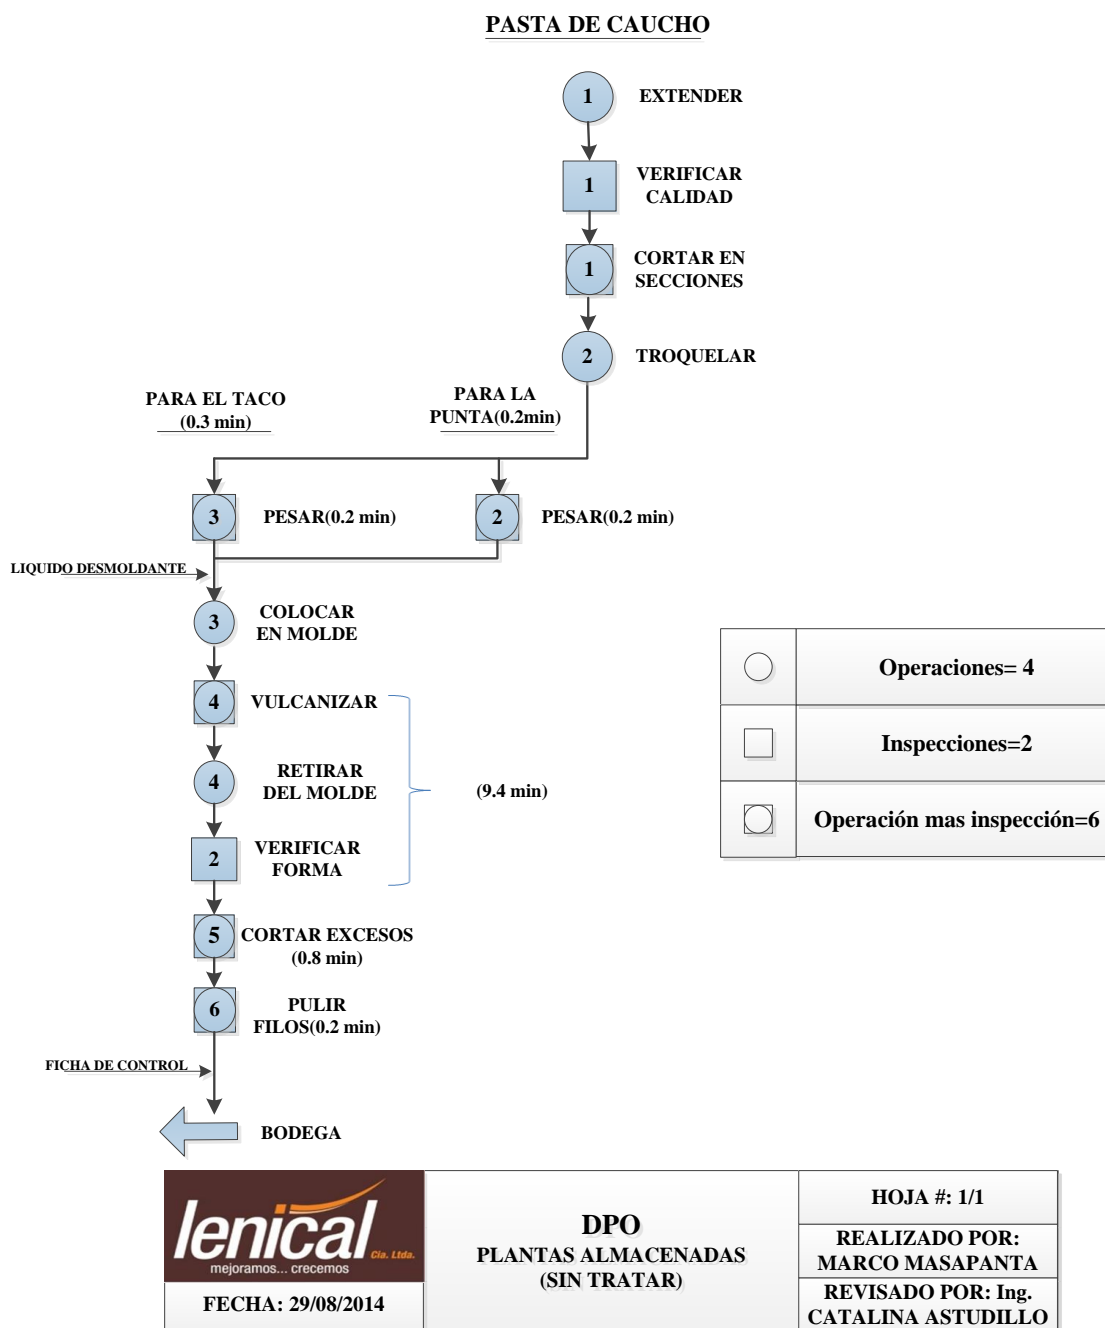 PASTA DE CAUCHO
1
EXTENDER
1
VERIFICAR
CALIDAD
1
CORTAR EN
SECCIONES
2
TROQUELAR
PARA EL TACO
(0.3 min)
PARA LA
PUNTA(0.2min)
3
PESAR(0.2 min)
2
PESAR(0.2 min)
LIQUIDO DESMOLDANTE
3
COLOCAR
EN MOLDE
4
VULCANIZAR
4
RETIRAR
DEL MOLDE
(9.4 min)
2
VERIFICAR
FORMA
5
CORTAR EXCESOS
(0.8 min)
6
PULIR
FILOS(0.2 min)
FICHA DE CONTROL
BODEGA
Operaciones= 4
Inspecciones=2
Operación mas inspección=6
lenical
Cia. Ltda.
mejoramos... crecemos
FECHA: 29/08/2014
DPO
PLANTAS ALMACENADAS
(SIN TRATAR)
HOJA #: 1/1
REALIZADO POR:
MARCO MASAPANTA
REVISADO POR: Ing.
CATALINA ASTUDILLO